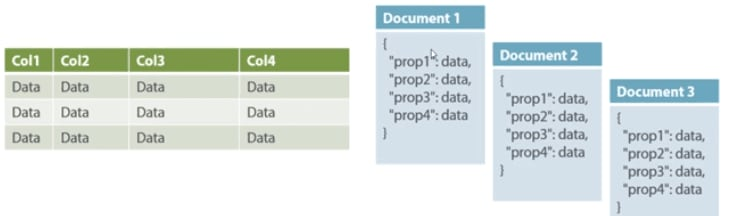 Col1 Col2 Col3 Col4
Data Data Data Data
Data Data Data Data
Data Data Data Data
Document 1
{
"prop1": data,
"prop2": data,
"prop3": data,
"prop4": data
}
Document 2
{
"prop1": data,
"prop2": data,
"prop3": data,
"prop4": data
}
Document 3
{
"prop1": data,
"prop2": data,
"prop3": data,
"prop4": data
}